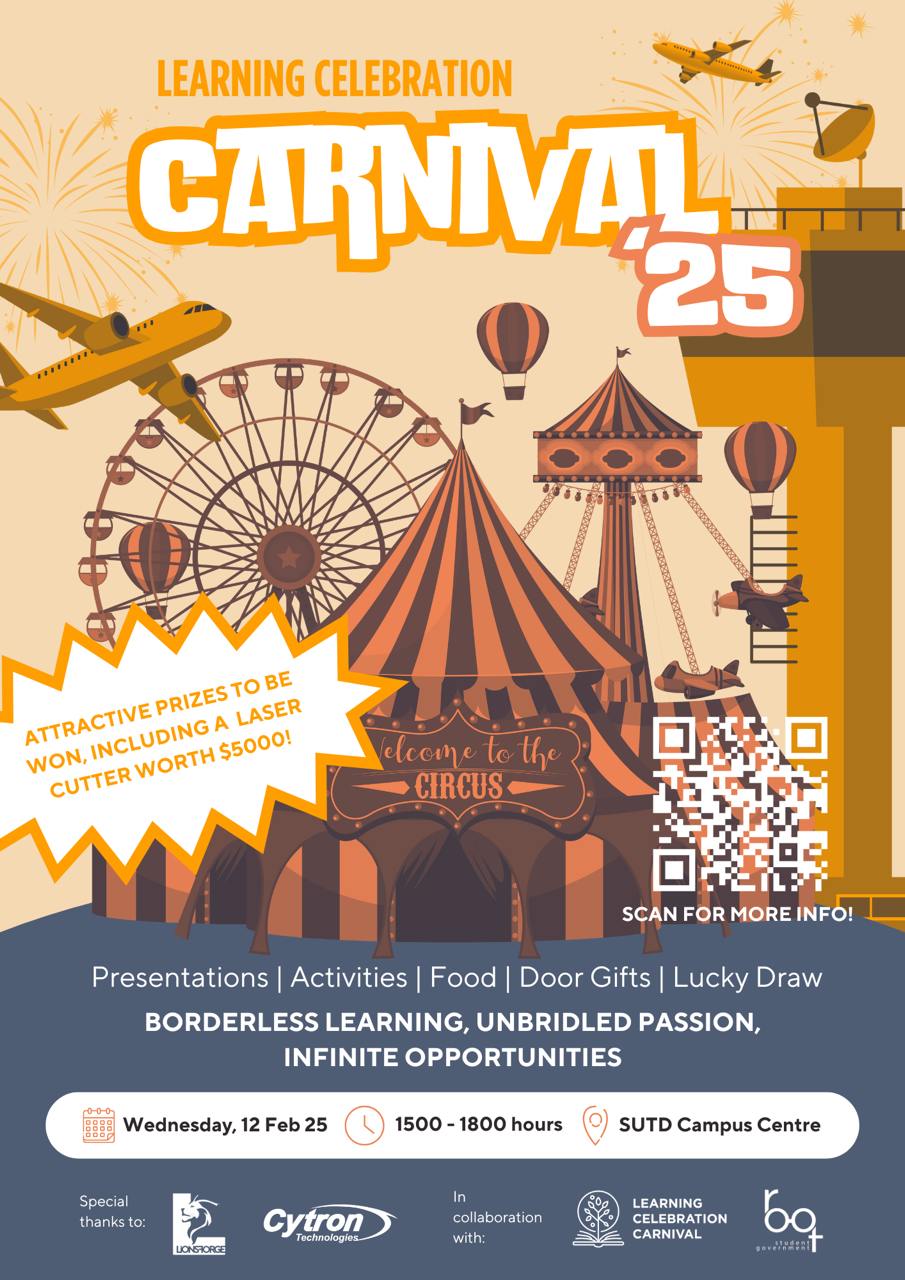 LEARNING CELEBRATION
CARNIVAL
'25
ATTRACTIVE PRIZES TO BE
WON, INCLUDING A LASER
CUTTER WORTH $5000!
elcome to the
CIRCUS
SCAN FOR MORE INFO!
Presentations | Activities | Food | Door Gifts | Lucky Draw
BORDERLESS LEARNING, UNBRIDLED PASSION,
INFINITE OPPORTUNITIES
Wednesday, 12 Feb 25
1500 - 1800 hours
SUTD Campus Centre
Special
thanks to:
LIONSFORGE
Cytron
Technologies
In
collaboration
with:
LEARNING
CELEBRATION
CARNIVAL
root
student
government